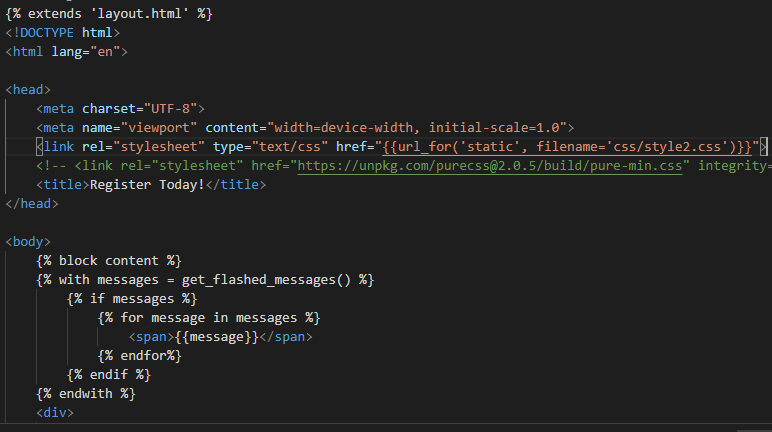 {% extends 'layout.html' %}
<!DOCTYPE html>
<html lang="en">
<head>
<meta charset="UTF-8">
<meta name="viewport" content="width=device-width, initial-scale=1.0">
<link rel="stylesheet" type="text/css" href="{{url_for('static', filename='css/style2.css')}}">
<!-- <link rel="stylesheet" href="https://unpkg.com/purecss@2.0.5/build/pure-min.css" integrity=
<title>Register Today!</title>
</head>
<body>
{% block content %}
{% with messages = get_flashed_messages() %}
{% if messages %}
{% for message in messages %}
<span>{{message}}</span>
{% endfor%}
{% endif %}
{% endwith %}
<div>